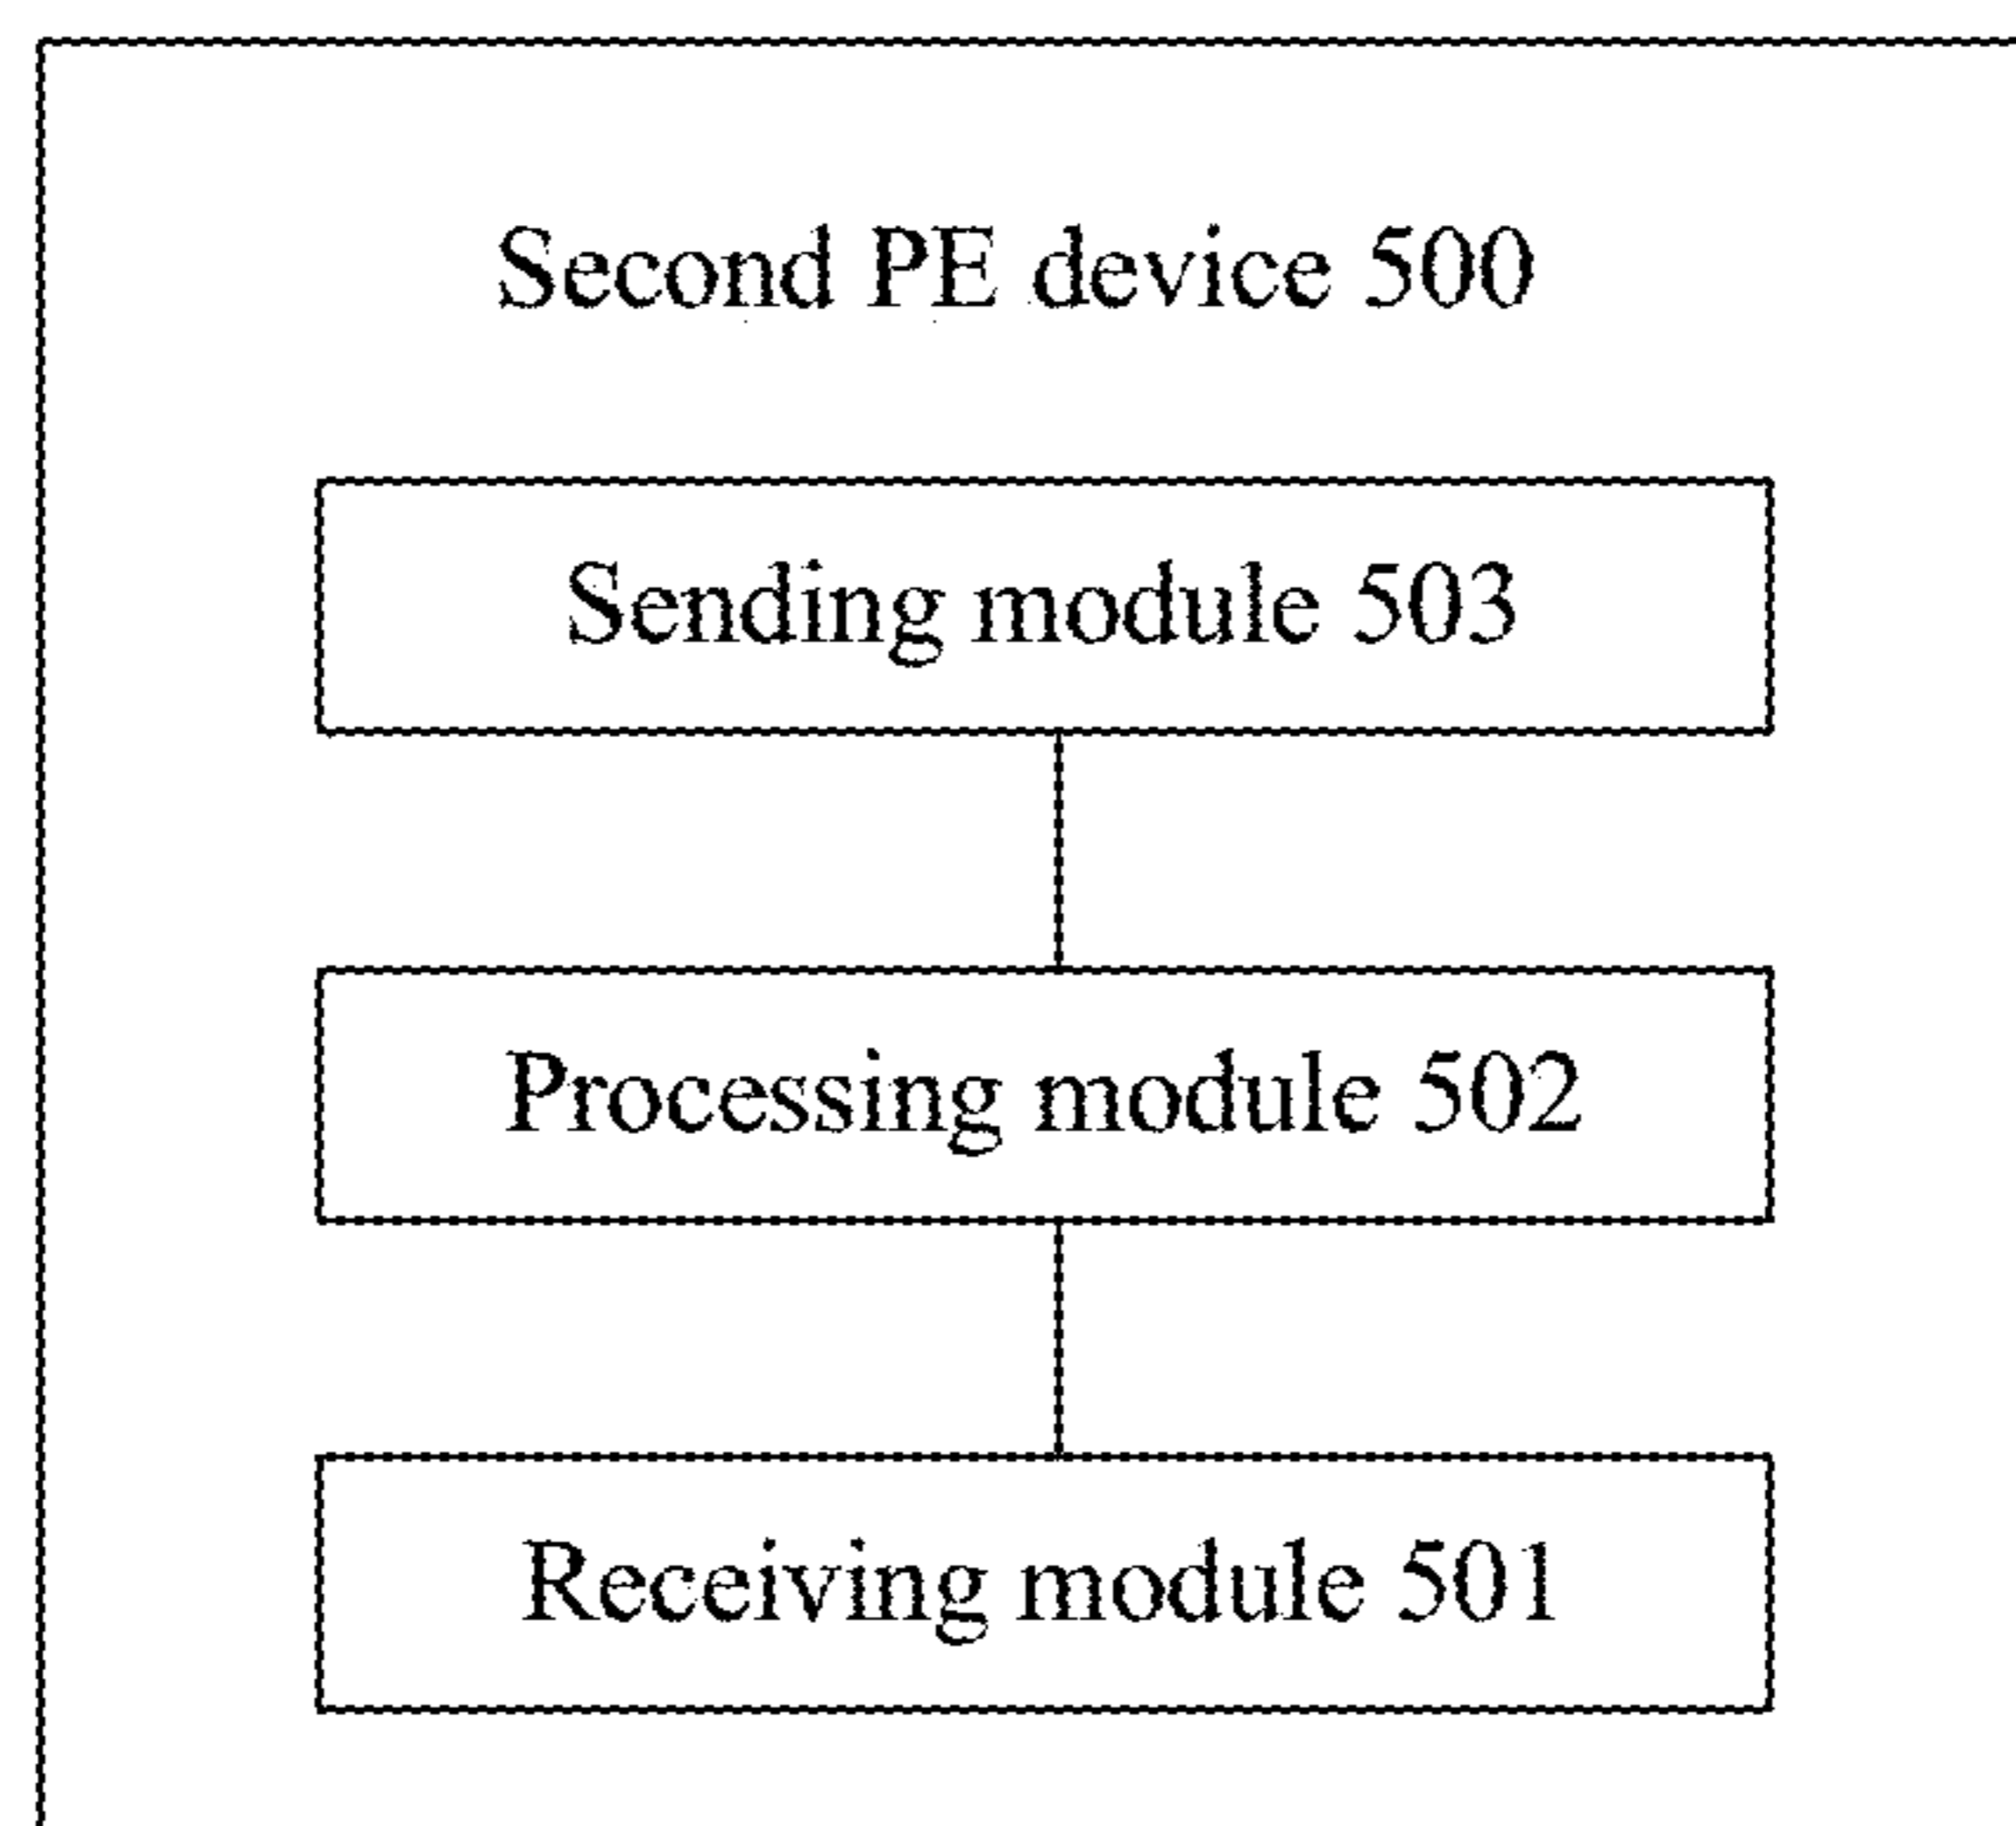 Second PE device 500
Sending module 503
Processing module 502
Receiving module 501